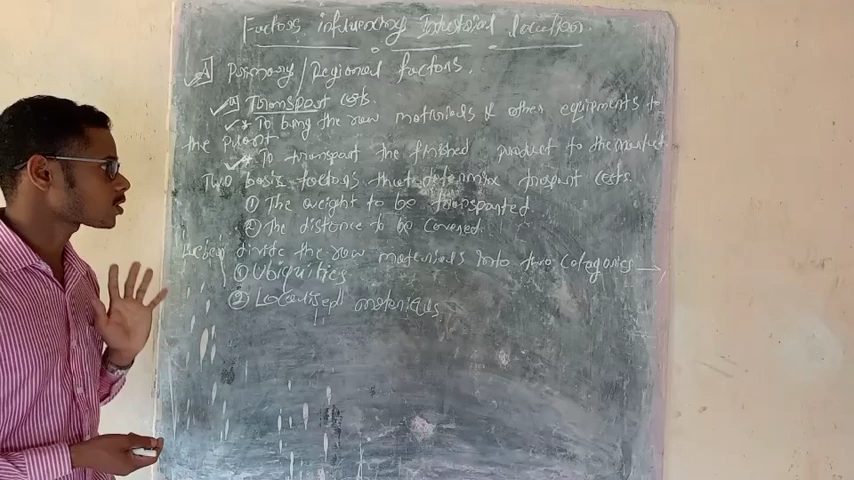 Factors influencing Industrial location.
A) Primary / Regional factors.
a) Transport costs.
* To bring the raw materials & other equipments to
the plant
* To transport the finished product to the market
Two basic factors that determine transport costs.
① The weight to be transported.
② The distance to be covered.
Weber divide the raw materials into two catagories →
① Ubiquities
② Localised materials